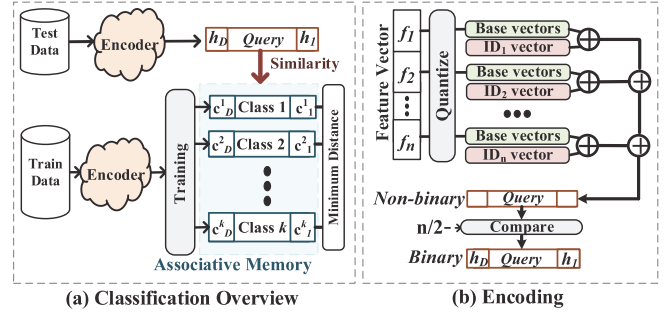 Test
Data
Encoder
h_D Query h_1
Similarity
c^1_D Class 1 c^1_1
c^2_D Class 2 c^2_1
c^k_D Class k c^k_1
Train
Data
Encoder
Training
Minimum Distance
Associative Memory
(a) Classification Overview
Feature Vector
f_1
f_2
f_n
Quantize
Base vectors
ID_1 vector
Base vectors
ID_2 vector
Base vectors
ID_n vector
Non-binary Query
n/2 Compare
Binary h_D Query h_1
(b) Encoding